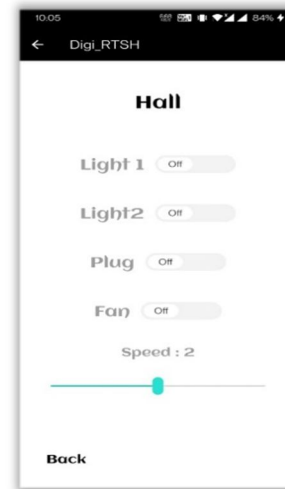 10:05 84%
Digi_RTSH
Hall
Light 1 Off
Light2 Off
Plug Off
Fan Off
Speed : 2
Back